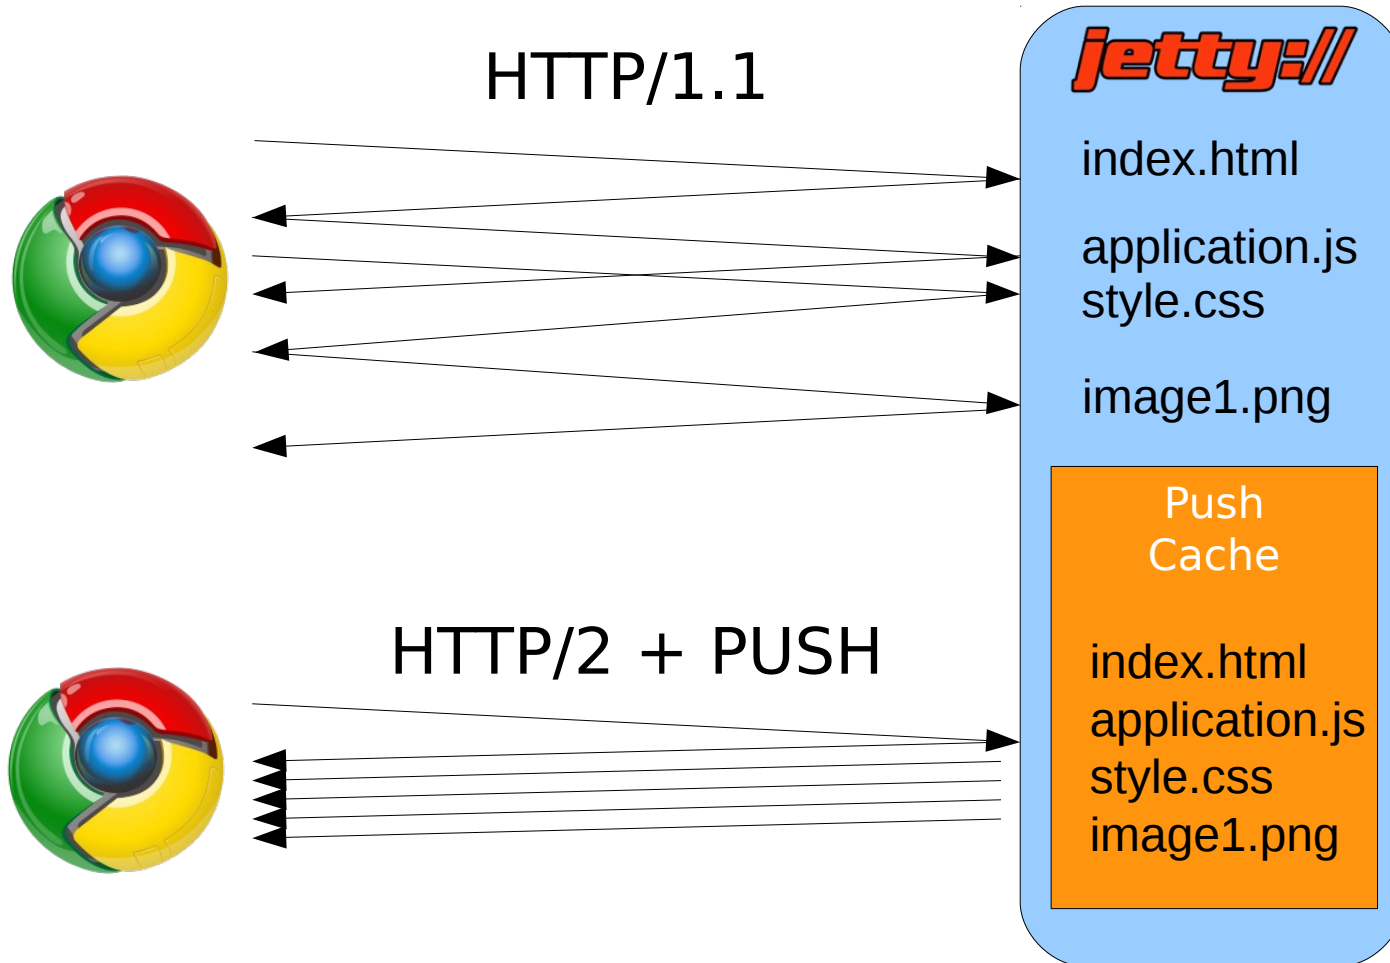 HTTP/1.1
jetty://
index.html
application.js
style.css
image1.png
Push
Cache
HTTP/2 + PUSH
index.html
application.js
style.css
image1.png